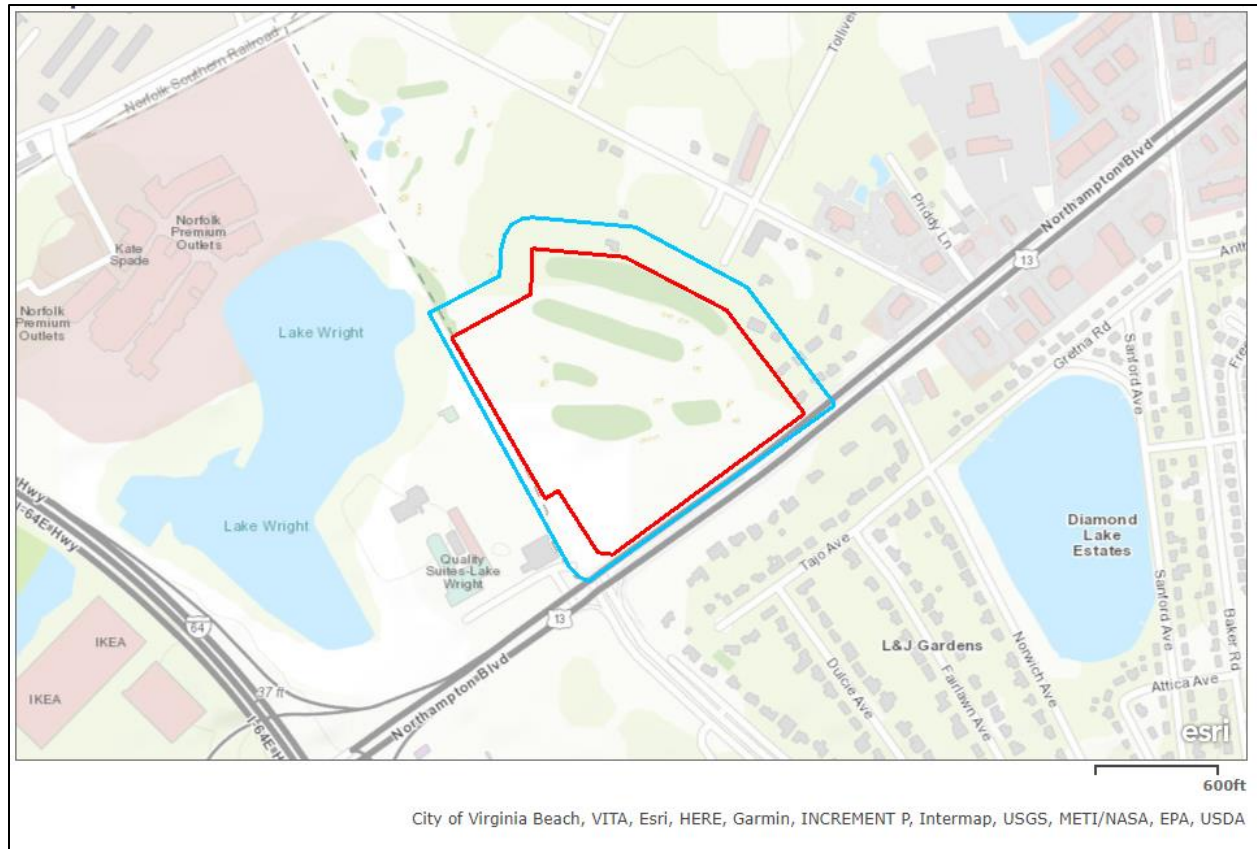 Norfolk Southern Railroad
Tolliver
Northampton Blvd
13
Priddy Ln
Norfolk
Premium
Outlets
Kate
Spade
Norfolk
Premium
Outlets
Lake Wright
Gretna Rd
Sanford Ave
Lake Wright
Hwy
I-64E Hwy
Quality
Suites-Lake
Wright
Diamond
Lake
Estates
Tajo Ave
64
13
IKEA
IKEA
37 ft
I-64E
Northampton Blvd
L&J Gardens
Dulcie Ave
Fairlawn Ave
Norwich Ave
Sanford Ave
Baker Rd
Attica Ave
esri
600ft
City of Virginia Beach, VITA, Esri, HERE, Garmin, INCREMENT P, Intermap, USGS, METI/NASA, EPA, USDA